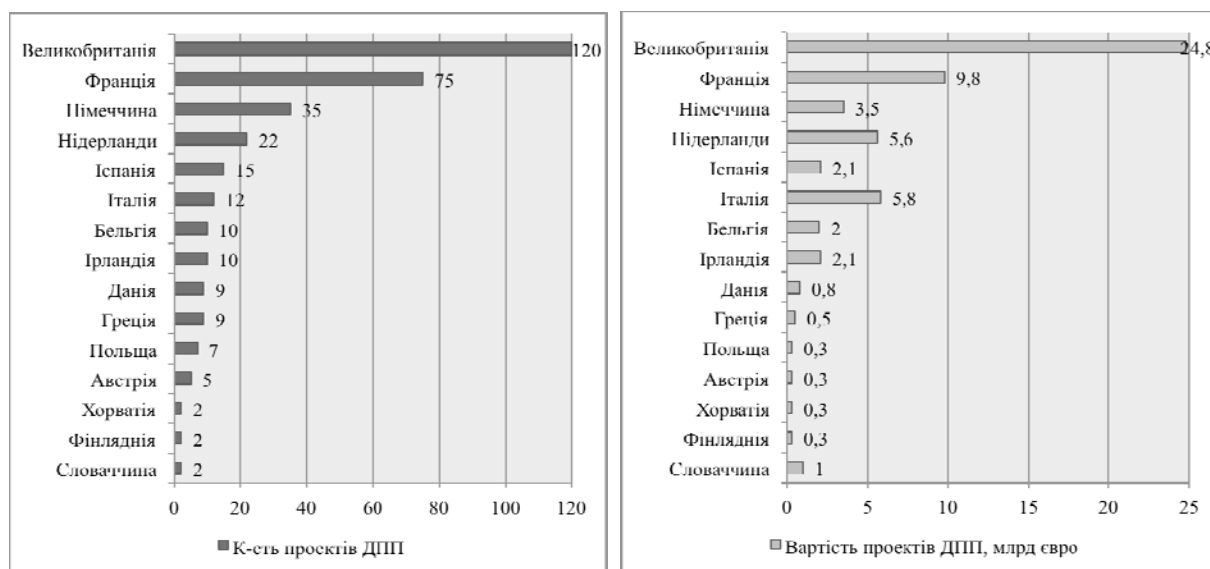 Великобританія 120
Франція 75
Німеччина 35
Нідерланди 22
Іспанія 15
Італія 12
Бельгія 10
Ірландія 10
Данія 9
Греція 9
Польща 7
Австрія 5
Хорватія 2
Фінляднія 2
Словаччина 2
0 20 40 60 80 100 120
К-сть проектів ДПП
Великобританія 24,8
Франція 9,8
Німеччина 3,5
Нідерланди 5,6
Іспанія 2,1
Італія 5,8
Бельгія 2
Ірландія 2,1
Данія 0,8
Греція 0,5
Польща 0,3
Австрія 0,3
Хорватія 0,3
Фінляднія 0,3
Словаччина 1
0 5 10 15 20 25
Вартість проектів ДПП, млрд євро